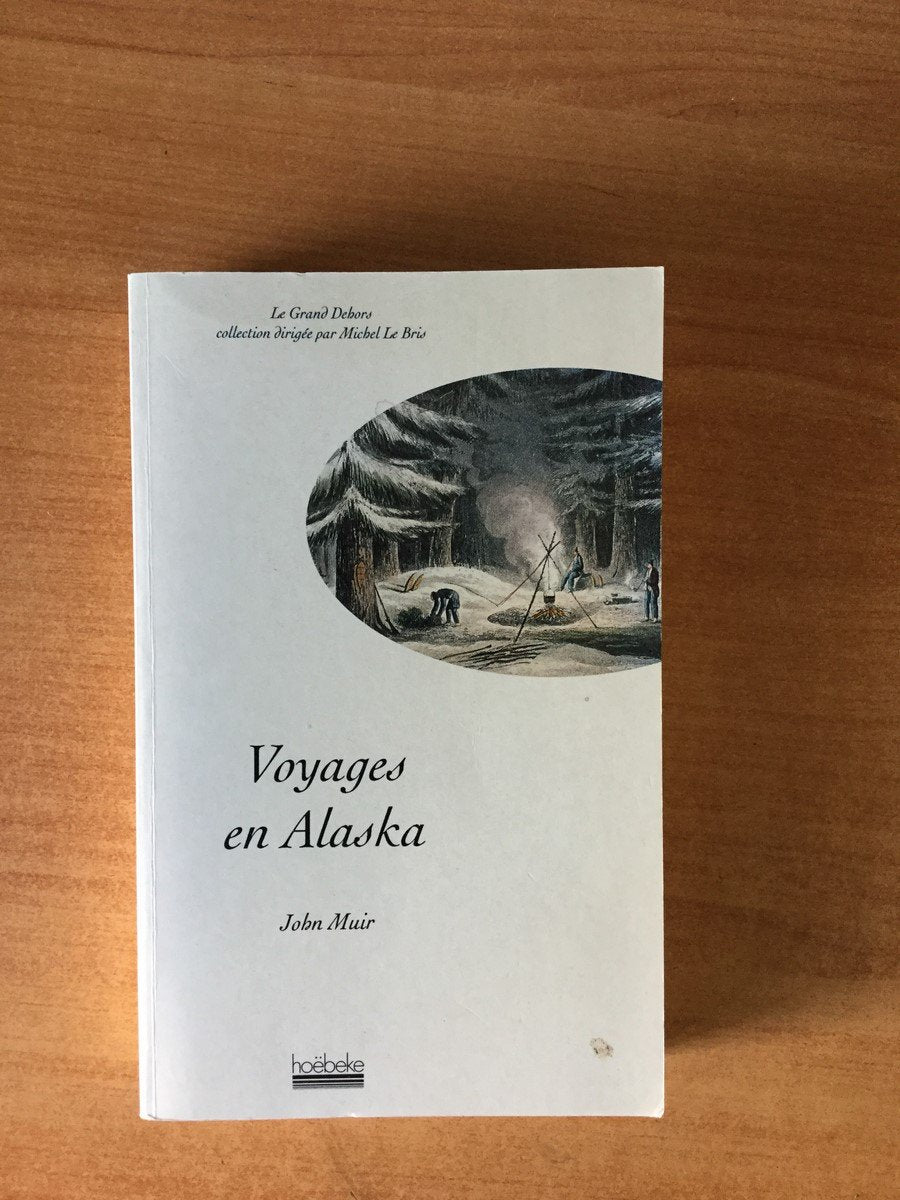 Le Grand Dehors
collection dirigée par Michel Le Bris
Voyages
en Alaska
John Muir
hoëbeke